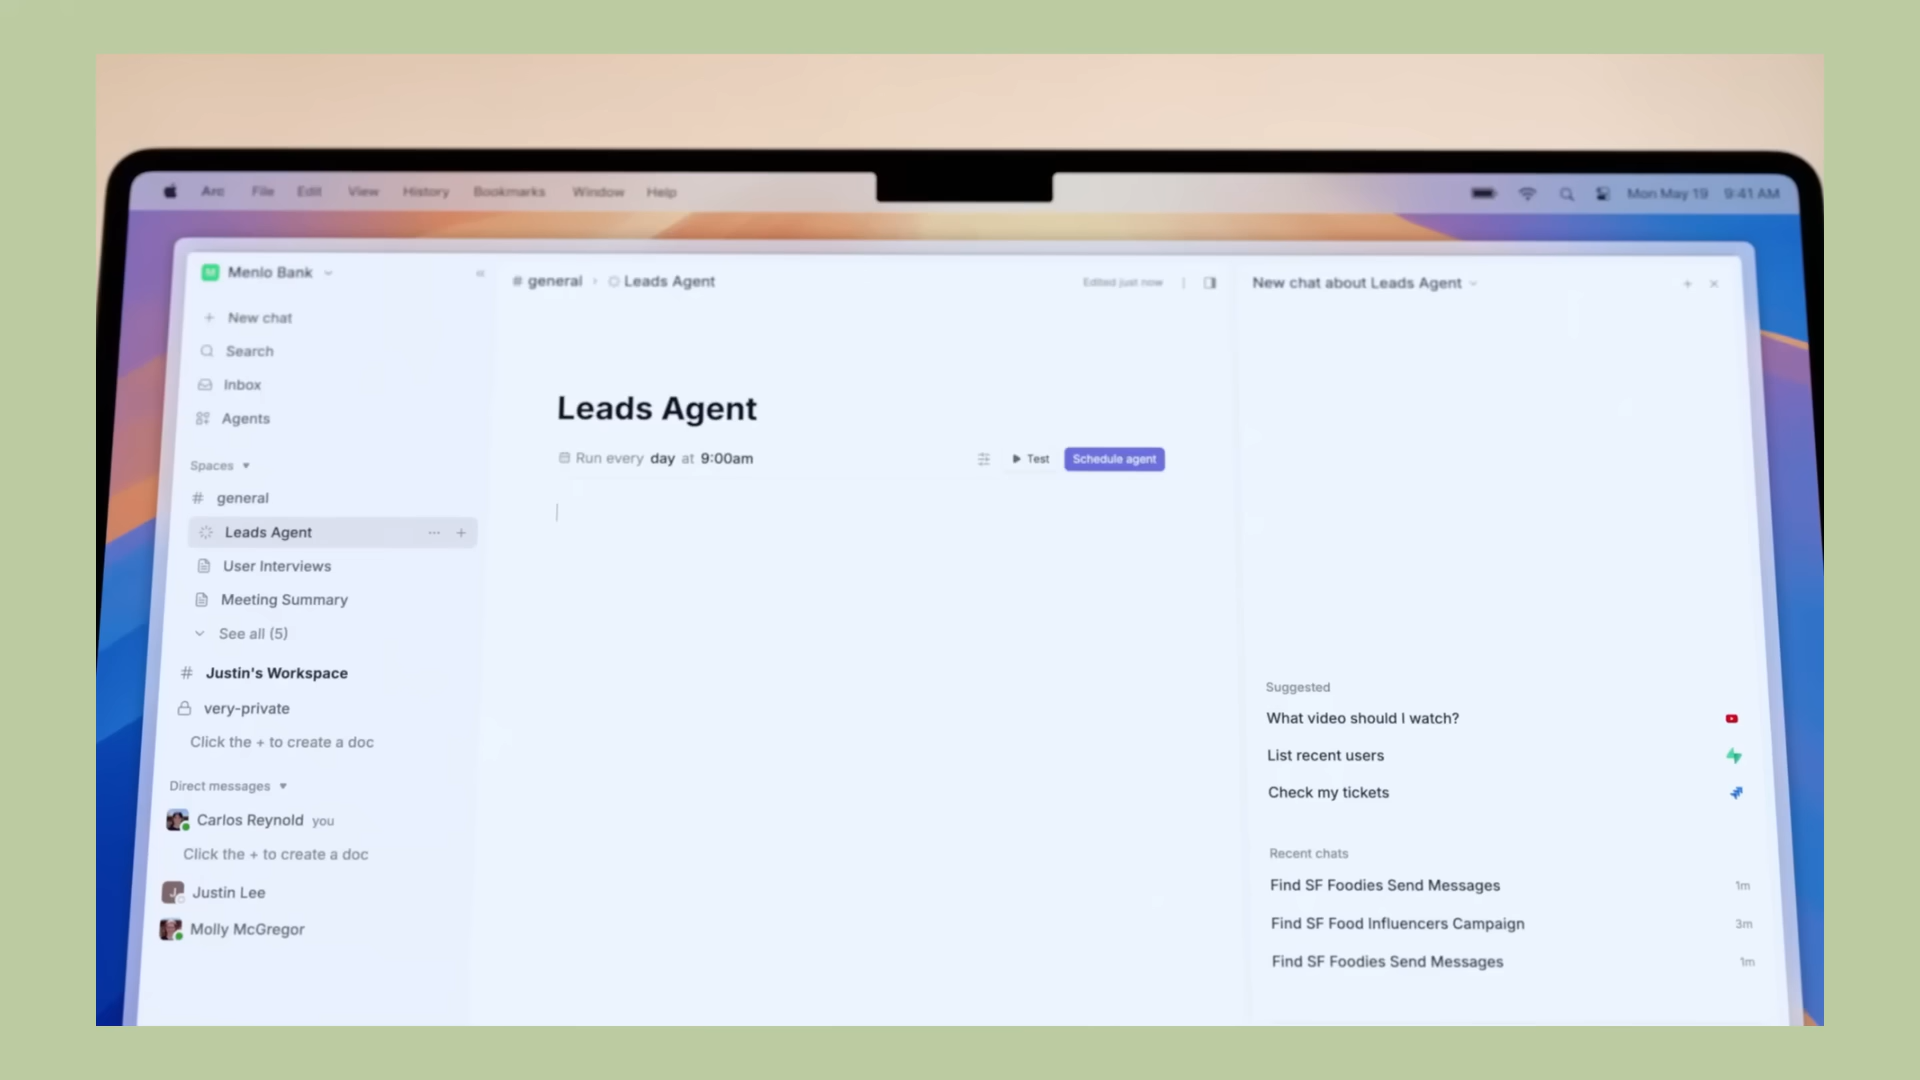 Arc File Edit View History Bookmarks Window Help
Mon May 19 9:41 AM
Menlo Bank
New chat
Search
Inbox
Agents
Spaces
# general
Leads Agent
User Interviews
Meeting Summary
See all (5)
# Justin's Workspace
very-private
Click the + to create a doc
Direct messages
Carlos Reynold you
Click the + to create a doc
J Justin Lee
Molly McGregor
# general › Leads Agent
Edited just now
Leads Agent
Run every day at 9:00am
Test
Schedule agent
New chat about Leads Agent
Suggested
What video should I watch?
List recent users
Check my tickets
Recent chats
Find SF Foodies Send Messages 1m
Find SF Food Influencers Campaign 3m
Find SF Foodies Send Messages 1m